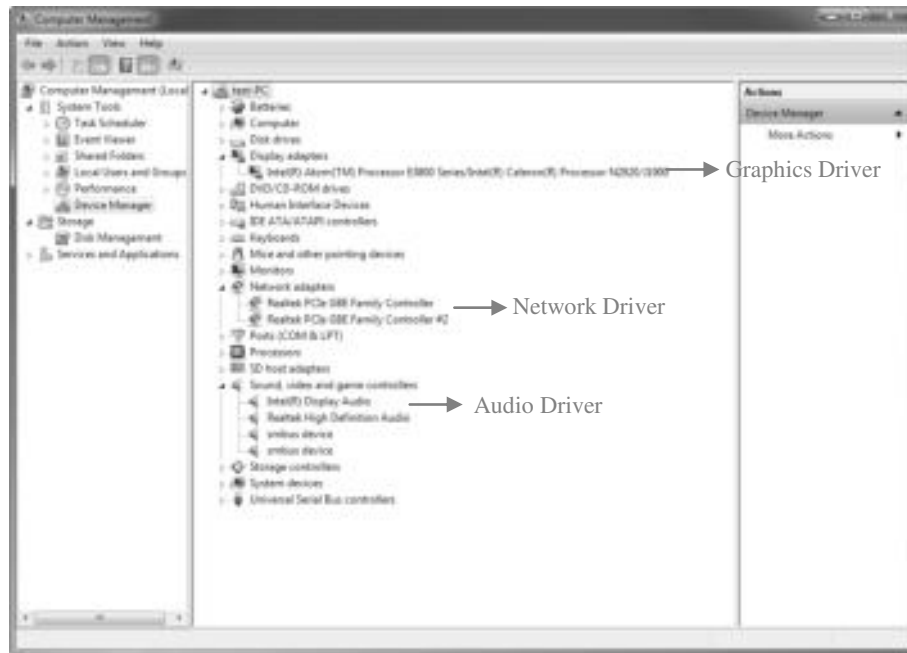 Computer Management
File Action View Help
Computer Management (Local
System Tools
Task Scheduler
Event Viewer
Shared Folders
Local Users and Groups
Performance
Device Manager
Storage
Disk Management
Services and Applications
test-PC
Batteries
Computer
Disk drives
Display adapters
Intel(R) Atom(TM) Processor E3800 Series/Intel(R) Celeron(R) Processor
DVD/CD-ROM drives
Human Interface Devices
IDE ATA/ATAPI controllers
Keyboards
Mice and other pointing devices
Monitors
Network adapters
Realtek PCIe GBE Family Controller
Realtek PCIe GBE Family Controller #2
Ports (COM & LPT)
Processors
SD host adapters
Sound, video and game controllers
Intel(R) Display Audio
Realtek High Definition Audio
smbus device
smbus device
Storage controllers
System devices
Universal Serial Bus controllers
Graphics Driver
Network Driver
Audio Driver
Actions
Device Manager
More Actions